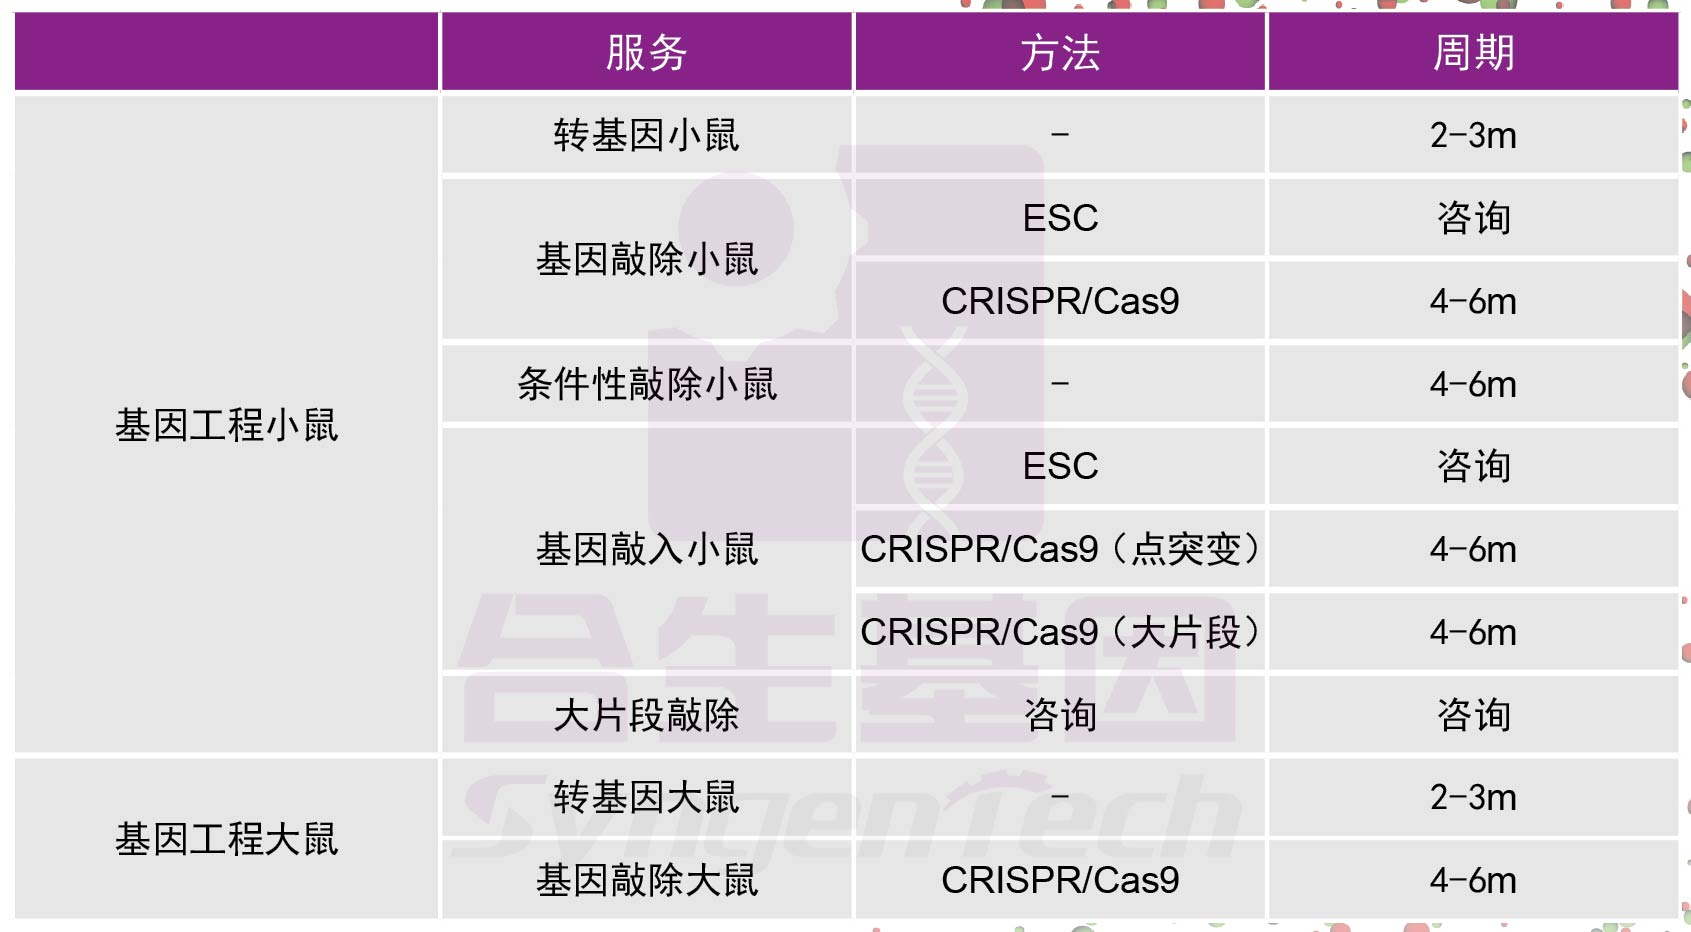 服务 方法 周期
转基因小鼠 - 2-3m
基因敲除小鼠 ESC 咨询
CRISPR/Cas9 4-6m
条件性敲除小鼠 - 4-6m
基因工程小鼠
ESC 咨询
基因敲入小鼠 CRISPR/Cas9（点突变） 4-6m
CRISPR/Cas9（大片段） 4-6m
合生基因
大片段敲除 咨询 咨询
转基因大鼠 - 2-3m
SyngenTech
基因工程大鼠
基因敲除大鼠 CRISPR/Cas9 4-6m